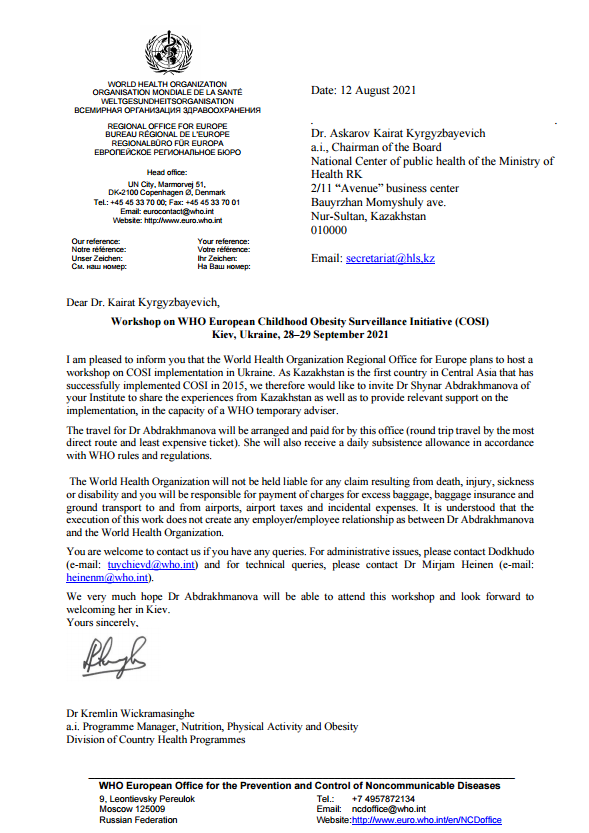 WORLD HEALTH ORGANIZATION
ORGANISATION MONDIALE DE LA SANTÉ
WELTGESUNDHEITSORGANISATION
ВСЕМИРНАЯ ОРГАНИЗАЦИЯ ЗДРАВООХРАНЕНИЯ
REGIONAL OFFICE FOR EUROPE
BUREAU RÉGIONAL DE L'EUROPE
REGIONALBÜRO FÜR EUROPA
ЕВРОПЕЙСКОЕ РЕГИОНАЛЬНОЕ БЮРО
Head office:
UN City, Marmorvej 51,
DK-2100 Copenhagen Ø, Denmark
Tel.: +45 45 33 70 00; Fax: +45 45 33 70 01
Email: eurocontact@who.int
Website: http://www.euro.who.int
Our reference: Your reference:
Notre référence: Votre référence:
Unser Zeichen: Ihr Zeichen:
См. наш номер: На Ваш номер:
Date: 12 August 2021
Dr. Askarov Kairat Kyrgyzbayevich
a.i., Chairman of the Board
National Center of public health of the Ministry of
Health RK
2/11 “Avenue” business center
Bauyrzhan Momyshuly ave.
Nur-Sultan, Kazakhstan
010000
Email: secretariat@hls,kz
Dear Dr. Kairat Kyrgyzbayevich,
Workshop on WHO European Childhood Obesity Surveillance Initiative (COSI)
Kiev, Ukraine, 28–29 September 2021
I am pleased to inform you that the World Health Organization Regional Office for Europe plans to host a
workshop on COSI implementation in Ukraine. As Kazakhstan is the first country in Central Asia that has
successfully implemented COSI in 2015, we therefore would like to invite Dr Shynar Abdrakhmanova of
your Institute to share the experiences from Kazakhstan as well as to provide relevant support on the
implementation, in the capacity of a WHO temporary adviser.
The travel for Dr Abdrakhmanova will be arranged and paid for by this office (round trip travel by the most
direct route and least expensive ticket). She will also receive a daily subsistence allowance in accordance
with WHO rules and regulations.
The World Health Organization will not be held liable for any claim resulting from death, injury, sickness
or disability and you will be responsible for payment of charges for excess baggage, baggage insurance and
ground transport to and from airports, airport taxes and incidental expenses. It is understood that the
execution of this work does not create any employer/employee relationship as between Dr Abdrakhmanova
and the World Health Organization.
You are welcome to contact us if you have any queries. For administrative issues, please contact Dodkhudo
(e-mail: tuychievd@who.int) and for technical queries, please contact Dr Mirjam Heinen (e-mail:
heinenm@who.int).
We very much hope Dr Abdrakhmanova will be able to attend this workshop and look forward to
welcoming her in Kiev.
Yours sincerely,
Dr Kremlin Wickramasinghe
a.i. Programme Manager, Nutrition, Physical Activity and Obesity
Division of Country Health Programmes
WHO European Office for the Prevention and Control of Noncommunicable Diseases
9, Leontievsky Pereulok Tel.: +7 4957872134
Moscow 125009 Email: ncdoffice@who.int
Russian Federation Website:http://www.euro.who.int/en/NCDoffice